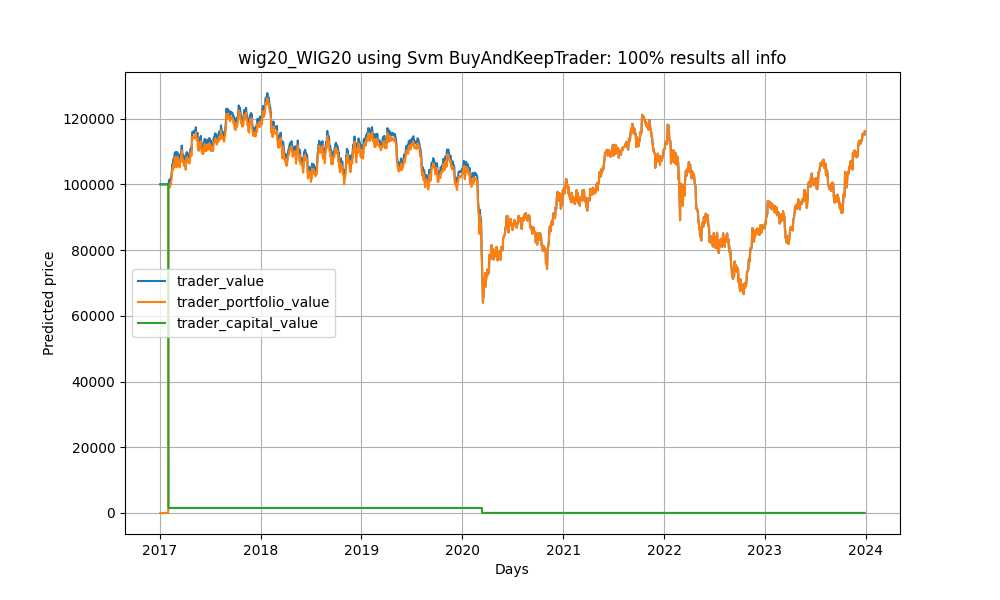 wig20_WIG20 using Svm BuyAndKeepTrader: 100% results all info
Predicted price
120000
100000
80000
60000
40000
20000
0
trader_value
trader_portfolio_value
trader_capital_value
2017 2018 2019 2020 2021 2022 2023 2024
Days